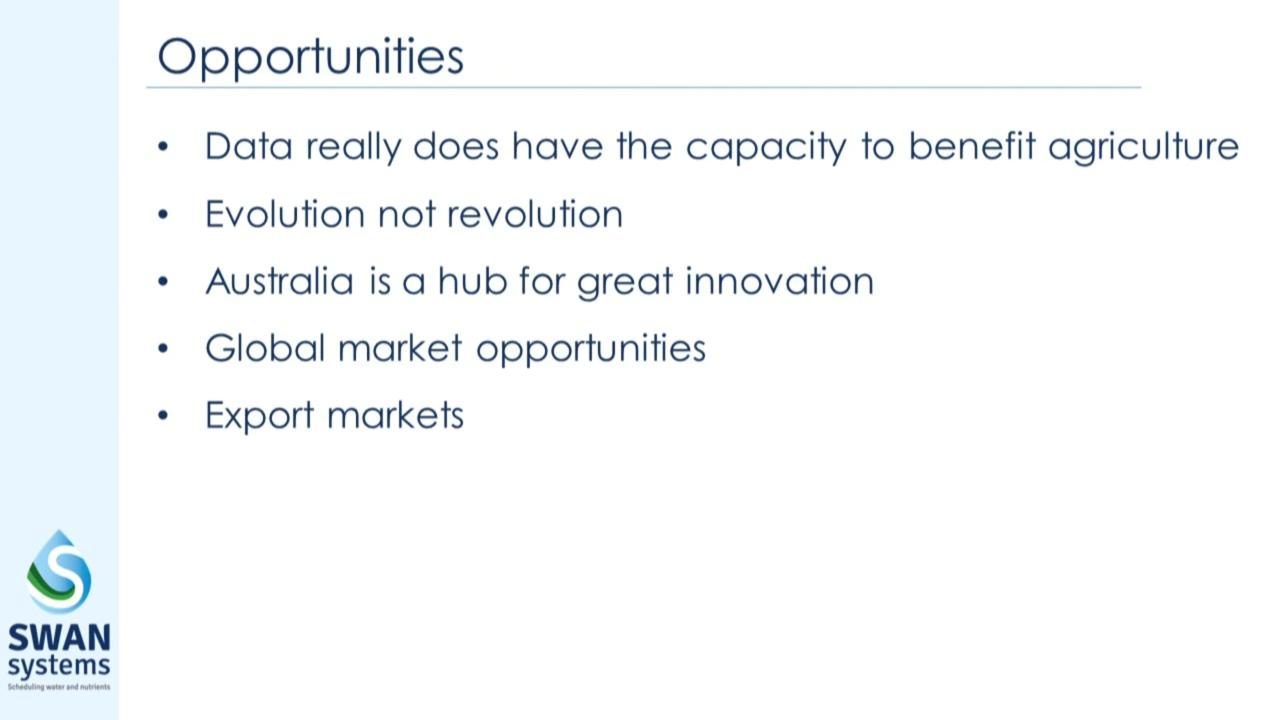 Opportunities
• Data really does have the capacity to benefit agriculture
• Evolution not revolution
• Australia is a hub for great innovation
• Global market opportunities
• Export markets
SWAN
systems
Scheduling water and nutrients